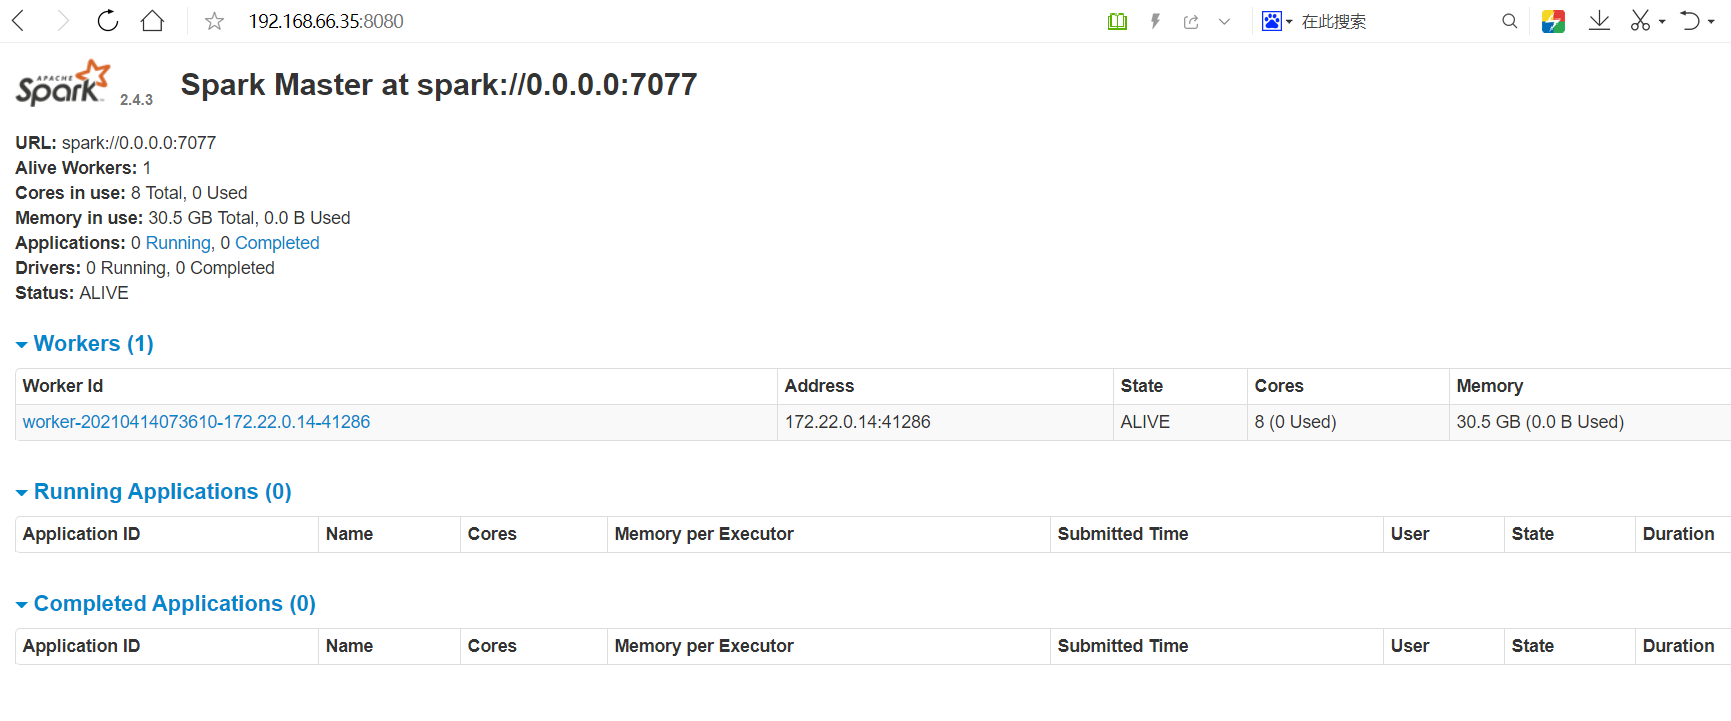 192.168.66.35:8080
在此搜索
APACHE
Spark 2.4.3
Spark Master at spark://0.0.0.0:7077
URL: spark://0.0.0.0:7077
Alive Workers: 1
Cores in use: 8 Total, 0 Used
Memory in use: 30.5 GB Total, 0.0 B Used
Applications: 0 Running, 0 Completed
Drivers: 0 Running, 0 Completed
Status: ALIVE
Workers (1)
Worker Id Address State Cores Memory
worker-20210414073610-172.22.0.14-41286 172.22.0.14:41286 ALIVE 8 (0 Used) 30.5 GB (0.0 B Used)
Running Applications (0)
Application ID Name Cores Memory per Executor Submitted Time User State Duration
Completed Applications (0)
Application ID Name Cores Memory per Executor Submitted Time User State Duration